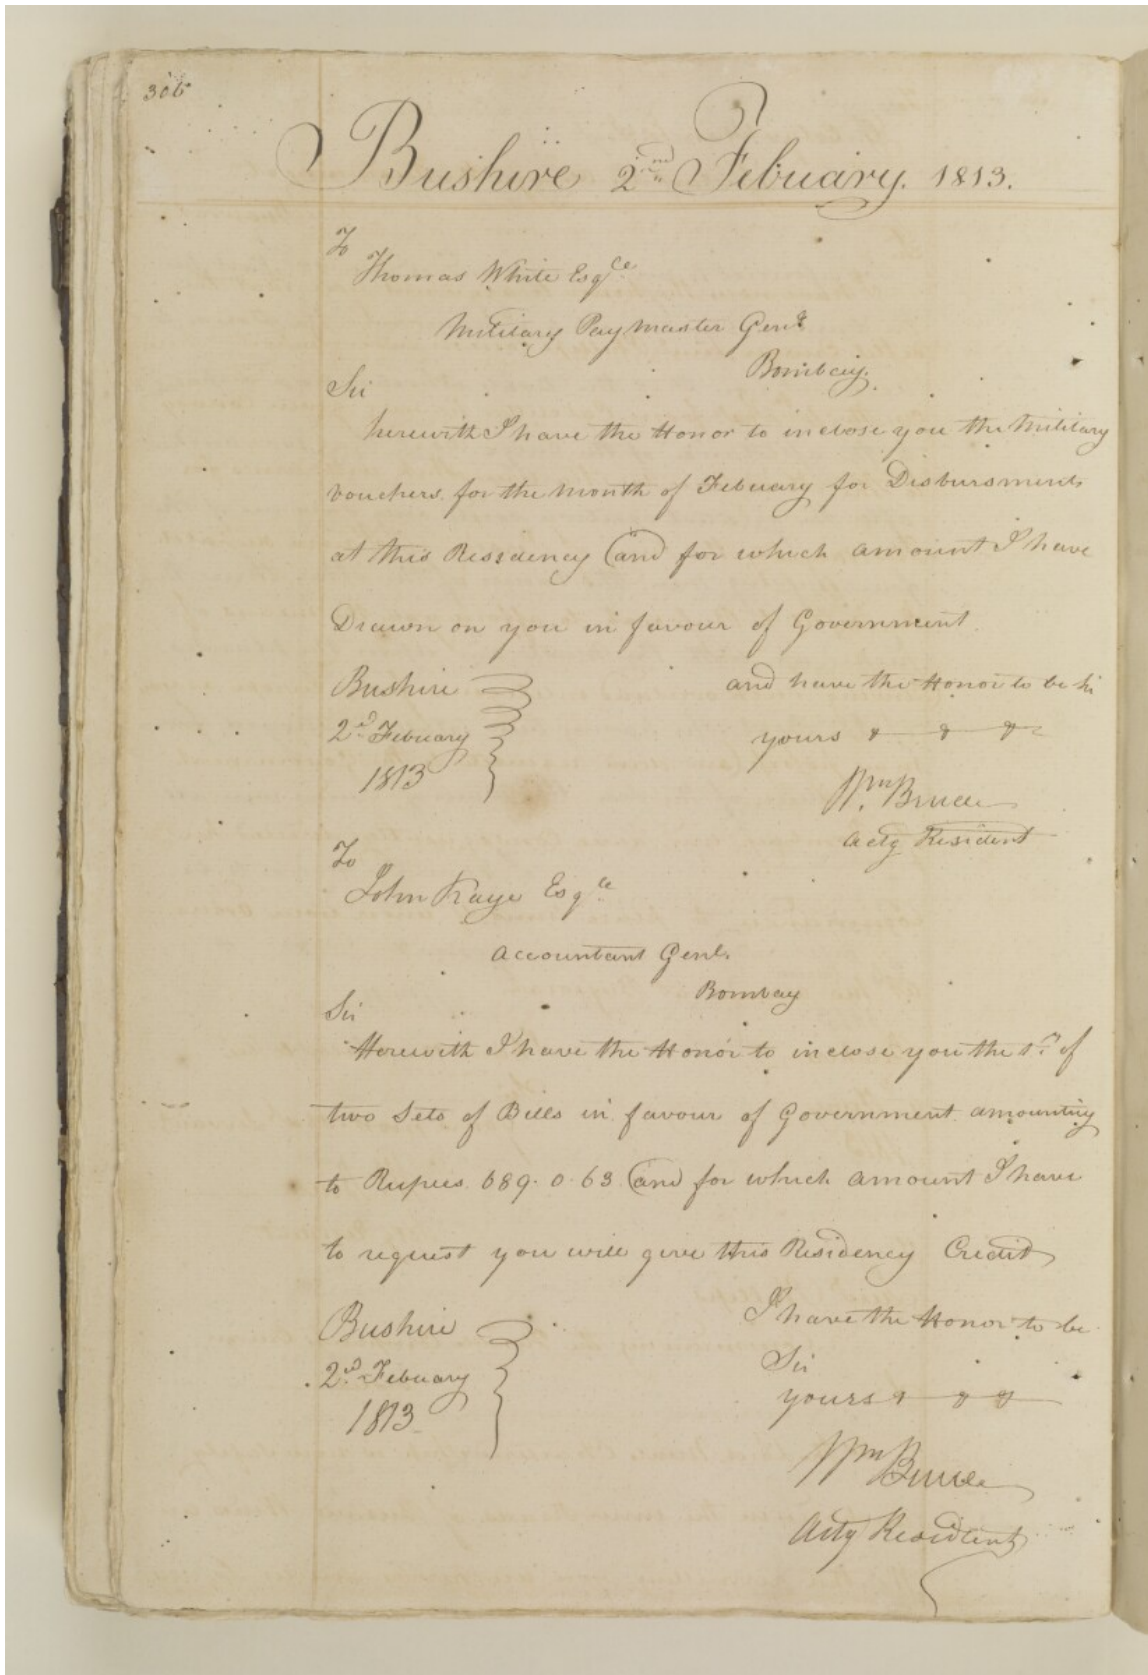 306
Bushire 2nd Febuary. 1813.
To
Thomas White Esqre
Military Paymaster Genl
Bombay.
Sir
herewith I have the Honor to inclose you the Military
vouchers for the month of Febuary for Disbursments
at this Residency and for which amount I have
Drawn on you in favour of Government
Bushire
2d Febuary
1813
and have the Honor to be Sir
yours & & &
Wm Bruce
Actg Resident
To
John Kaye Esqre
Accountant Genl.
Bombay
Sir
Herewith I have the Honor to inclose you the 1st of
two Sets of Bills in favour of Government amounting
to Rupees 689. 0. 63 and for which amount I have
to request you will give this Residency Credit
Bushire
2d Febuary
1813
I have the Honor to be
Sir
yours & & &
Wm Bruce
Actg Resident